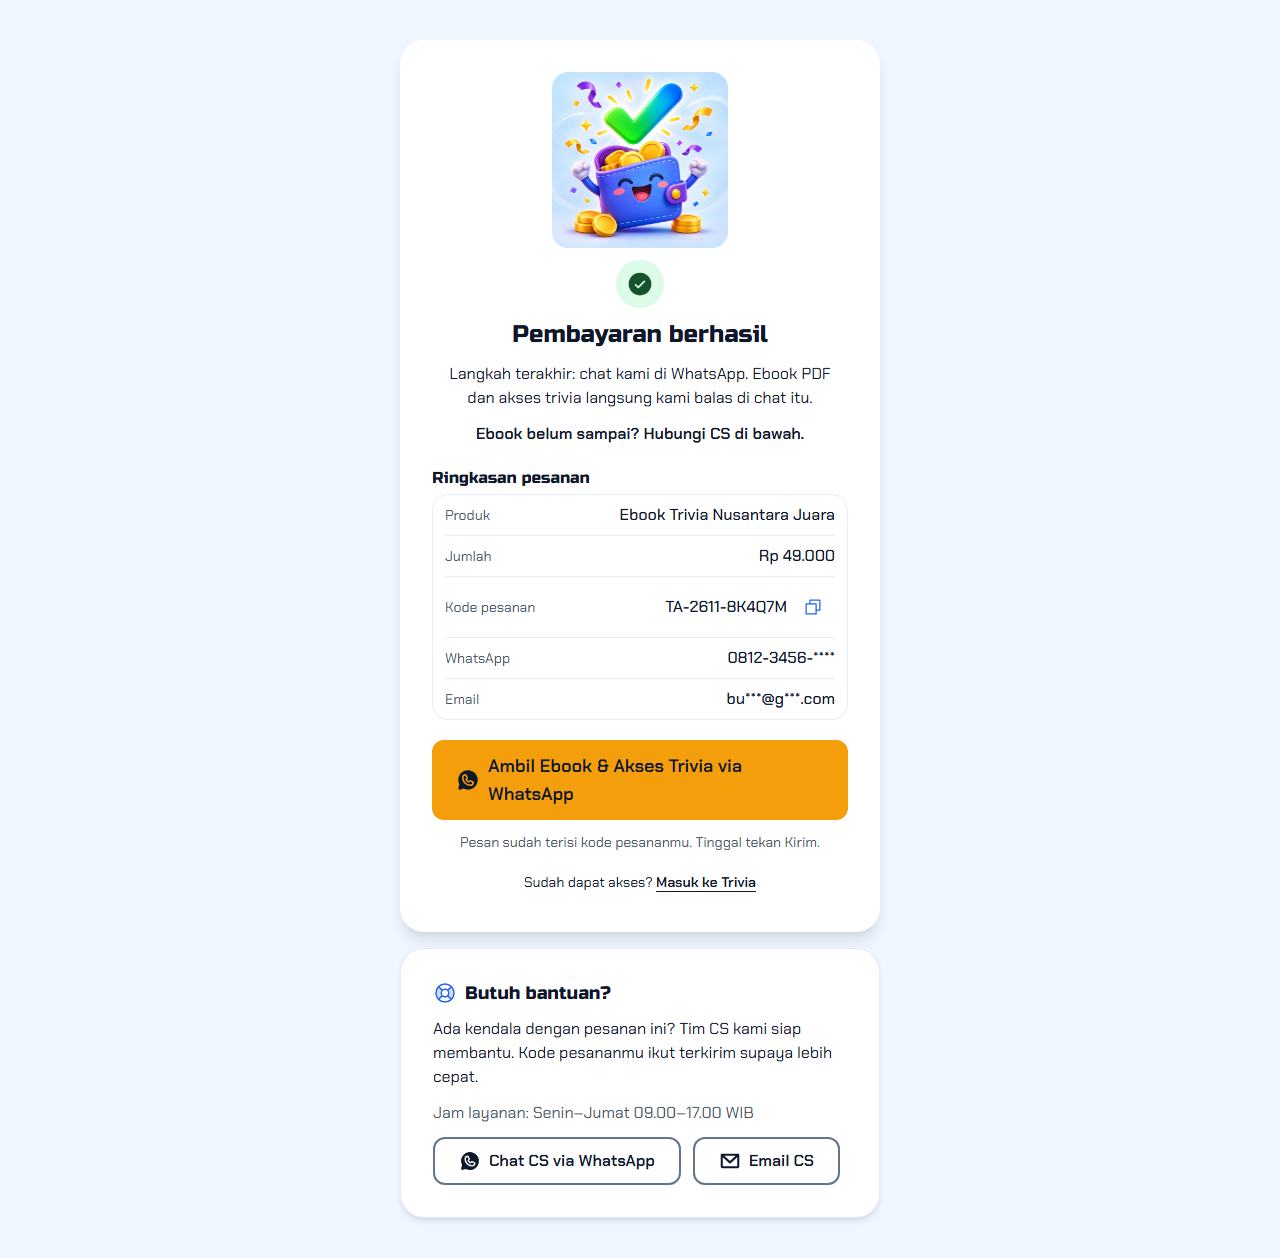 Pembayaran berhasil
Langkah terakhir: chat kami di WhatsApp. Ebook PDF
dan akses trivia langsung kami balas di chat itu.
Ebook belum sampai? Hubungi CS di bawah.
Ringkasan pesanan
Produk Ebook Trivia Nusantara Juara
Jumlah Rp 49.000
Kode pesanan TA-2611-8K4Q7M
WhatsApp 0812-3456-****
Email bu***@g***.com
Ambil Ebook & Akses Trivia via
WhatsApp
Pesan sudah terisi kode pesananmu. Tinggal tekan Kirim.
Sudah dapat akses? Masuk ke Trivia
Butuh bantuan?
Ada kendala dengan pesanan ini? Tim CS kami siap
membantu. Kode pesananmu ikut terkirim supaya lebih
cepat.
Jam layanan: Senin–Jumat 09.00–17.00 WIB
Chat CS via WhatsApp Email CS